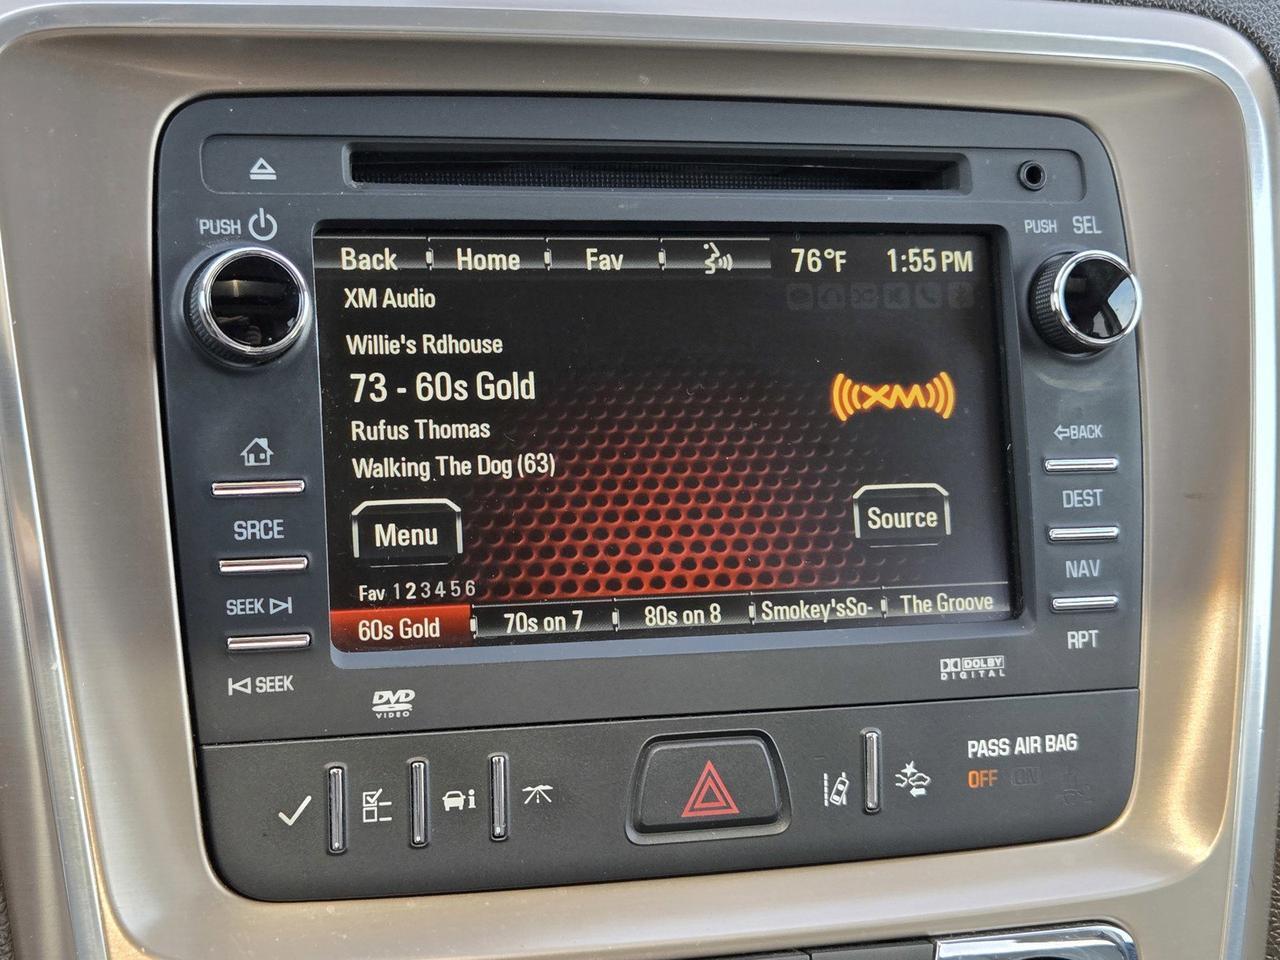 PUSH
PUSH SEL
Back Home Fav 76°F 1:55 PM
XM Audio
Willie's Rdhouse
73 - 60s Gold
((XM))
Rufus Thomas
Walking The Dog (63)
Menu
Source
Fav 1 2 3 4 5 6
60s Gold 70s on 7 80s on 8 Smokey'sSo- The Groove
SRCE
SEEK
SEEK
BACK
DEST
NAV
RPT
DVD
VIDEO
DOLBY
DIGITAL
PASS AIR BAG
OFF ON